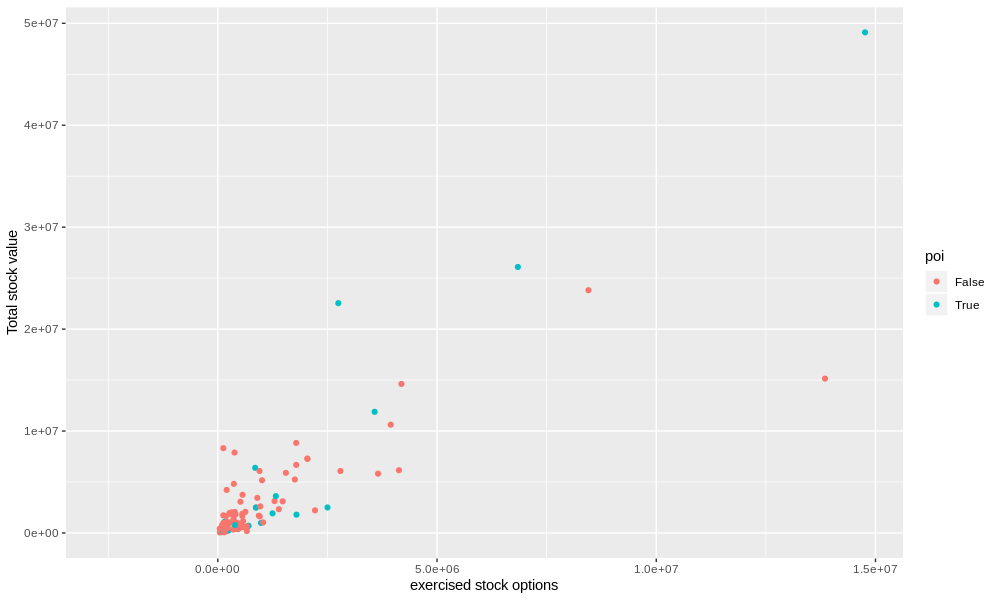 5e+07
4e+07
3e+07
2e+07
1e+07
0e+00
Total stock value
0.0e+00 5.0e+06 1.0e+07 1.5e+07
exercised stock options
poi
False
True